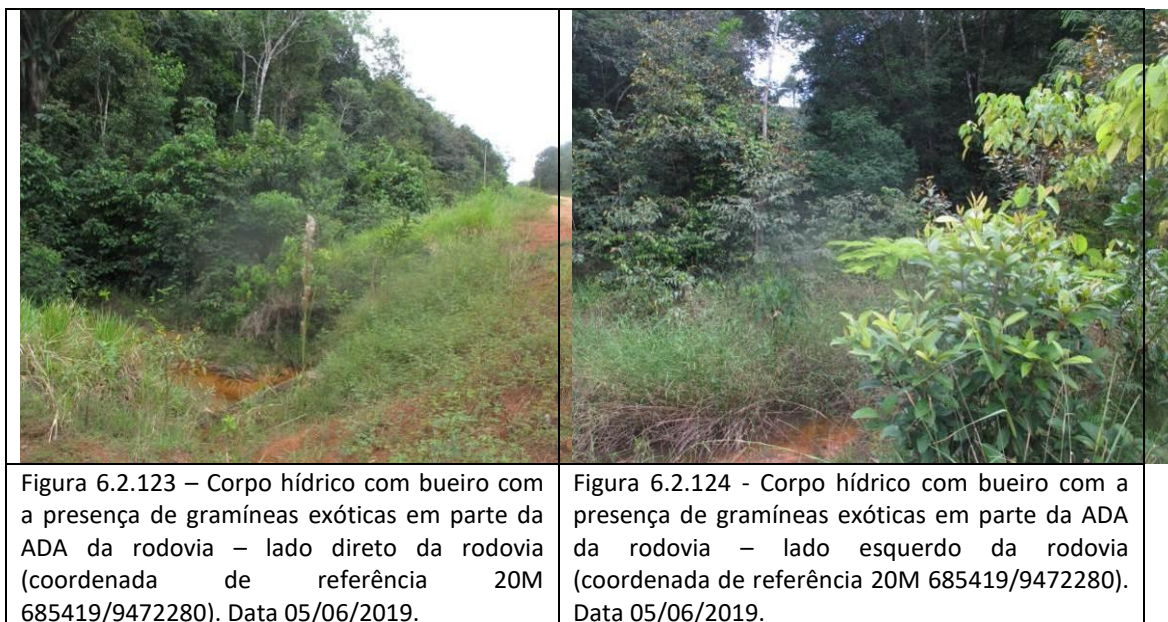 Figura 6.2.123 – Corpo hídrico com bueiro com
a presença de gramíneas exóticas em parte da
ADA da rodovia – lado direto da rodovia
(coordenada de referência 20M
685419/9472280). Data 05/06/2019.
Figura 6.2.124 - Corpo hídrico com bueiro com a
presença de gramíneas exóticas em parte da ADA
da rodovia – lado esquerdo da rodovia
(coordenada de referência 20M 685419/9472280).
Data 05/06/2019.